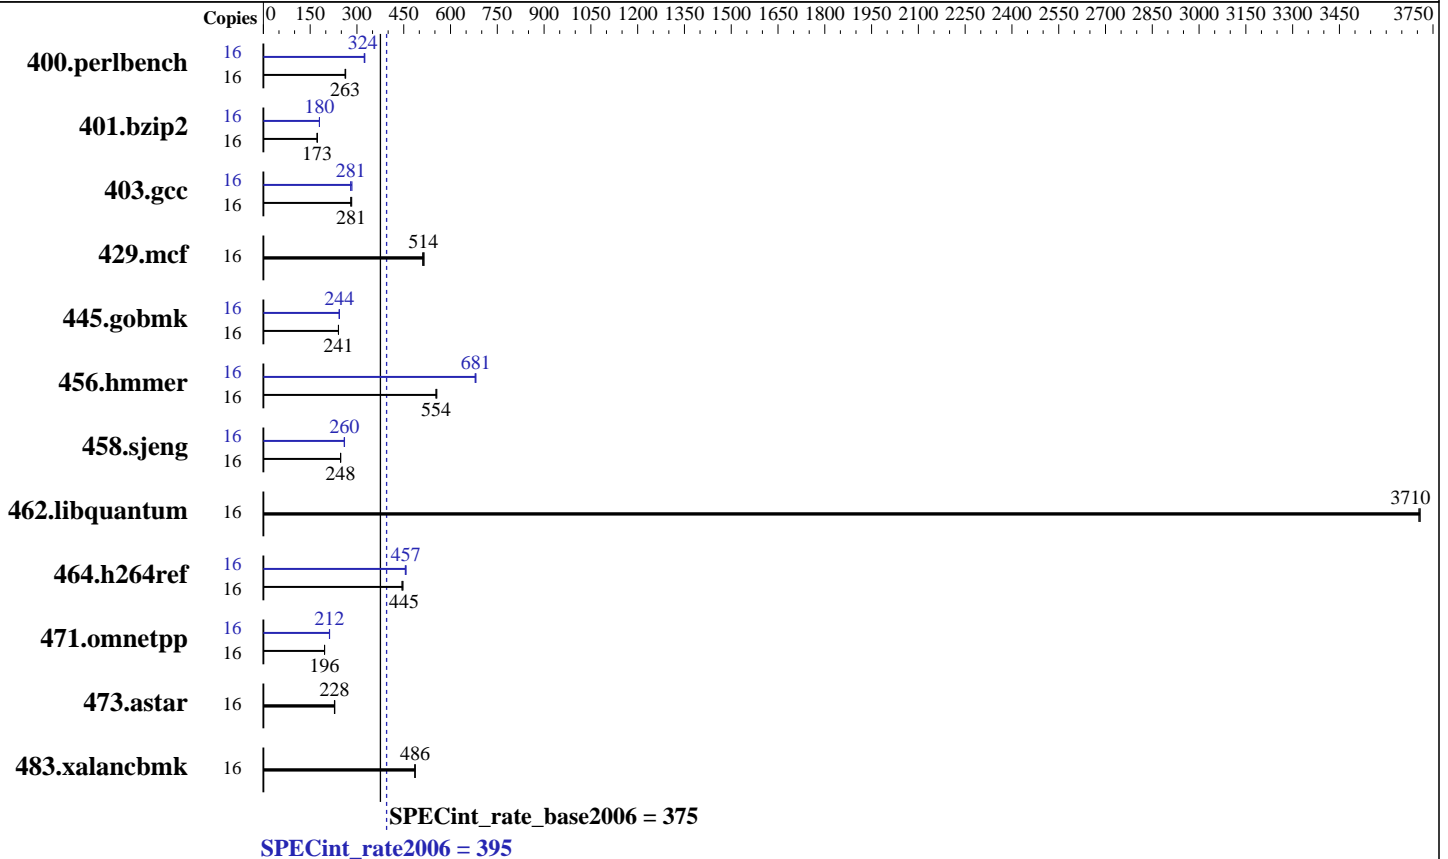 Copies 0 150 300 450 600 750 900 1050 1200 1350 1500 1650 1800 1950 2100 2250 2400 2550 2700 2850 3000 3150 3300 3450 3750
400.perlbench 16 324
16 263
401.bzip2 16 180
16 173
403.gcc 16 281
16 281
429.mcf 16 514
445.gobmk 16 244
16 241
456.hmmer 16 681
16 554
458.sjeng 16 260
16 248
462.libquantum 16 3710
464.h264ref 16 457
16 445
471.omnetpp 16 212
16 196
473.astar 16 228
483.xalancbmk 16 486
SPECint_rate_base2006 = 375
SPECint_rate2006 = 395